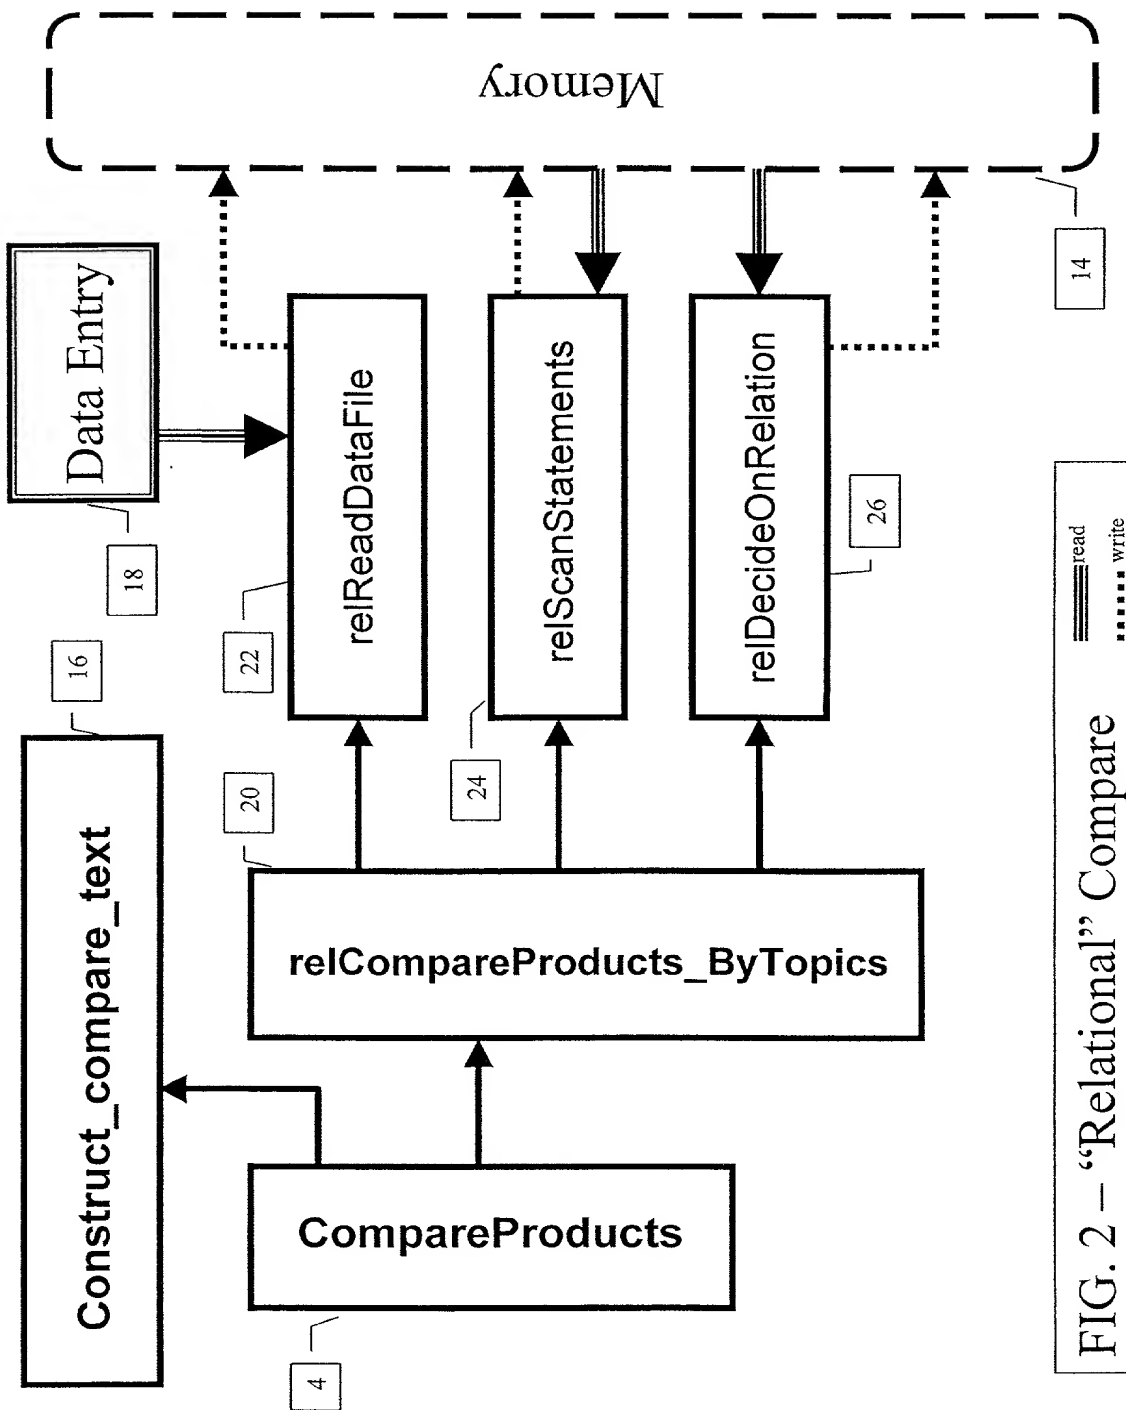 Memory
Data Entry
14
18
16
Construct_compare_text
22
relReadDataFile
relScanStatements
relDecideOnRelation
26
20
24
relCompareProducts_ByTopics
CompareProducts
4
FIG. 2 – “Relational” Compare
read
write